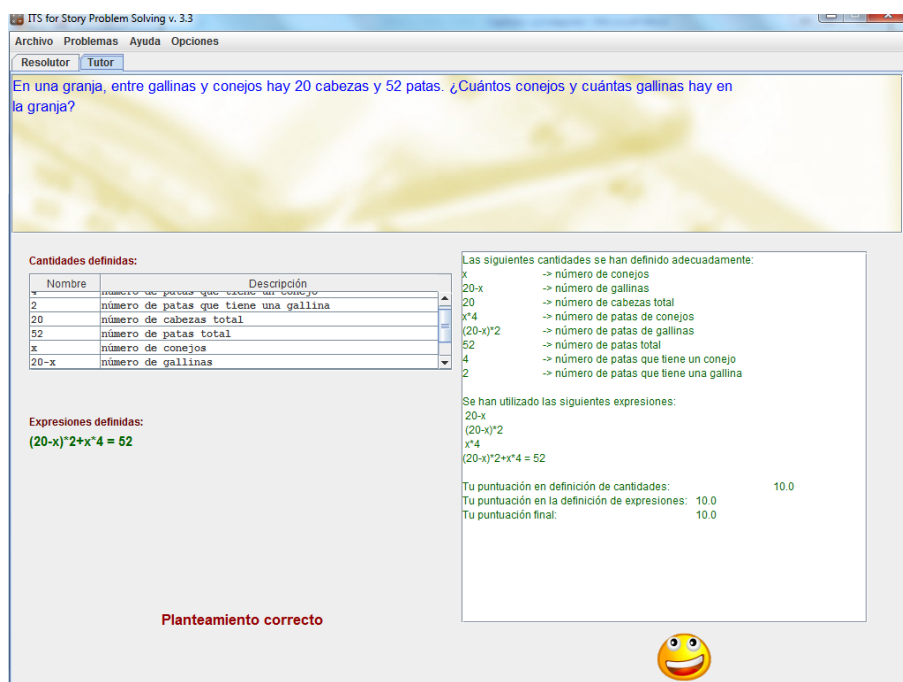 ITS for Story Problem Solving v. 3.3
Archivo Problemas Ayuda Opciones
Resolutor Tutor
En una granja, entre gallinas y conejos hay 20 cabezas y 52 patas. ¿Cuántos conejos y cuántas gallinas hay en
la granja?
Cantidades definidas:
Nombre Descripción
4 número de patas que tiene un conejo
2 número de patas que tiene una gallina
20 número de cabezas total
52 número de patas total
x número de conejos
20-x número de gallinas
Expresiones definidas:
(20-x)*2+x*4 = 52
Planteamiento correcto
Las siguientes cantidades se han definido adecuadamente:
x -> número de conejos
20-x -> número de gallinas
20 -> número de cabezas total
x*4 -> número de patas de conejos
(20-x)*2 -> número de patas de gallinas
52 -> número de patas total
4 -> número de patas que tiene un conejo
2 -> número de patas que tiene una gallina
Se han utilizado las siguientes expresiones:
20-x
(20-x)*2
x*4
(20-x)*2+x*4 = 52
Tu puntuación en definición de cantidades: 10.0
Tu puntuación en la definición de expresiones: 10.0
Tu puntuación final: 10.0